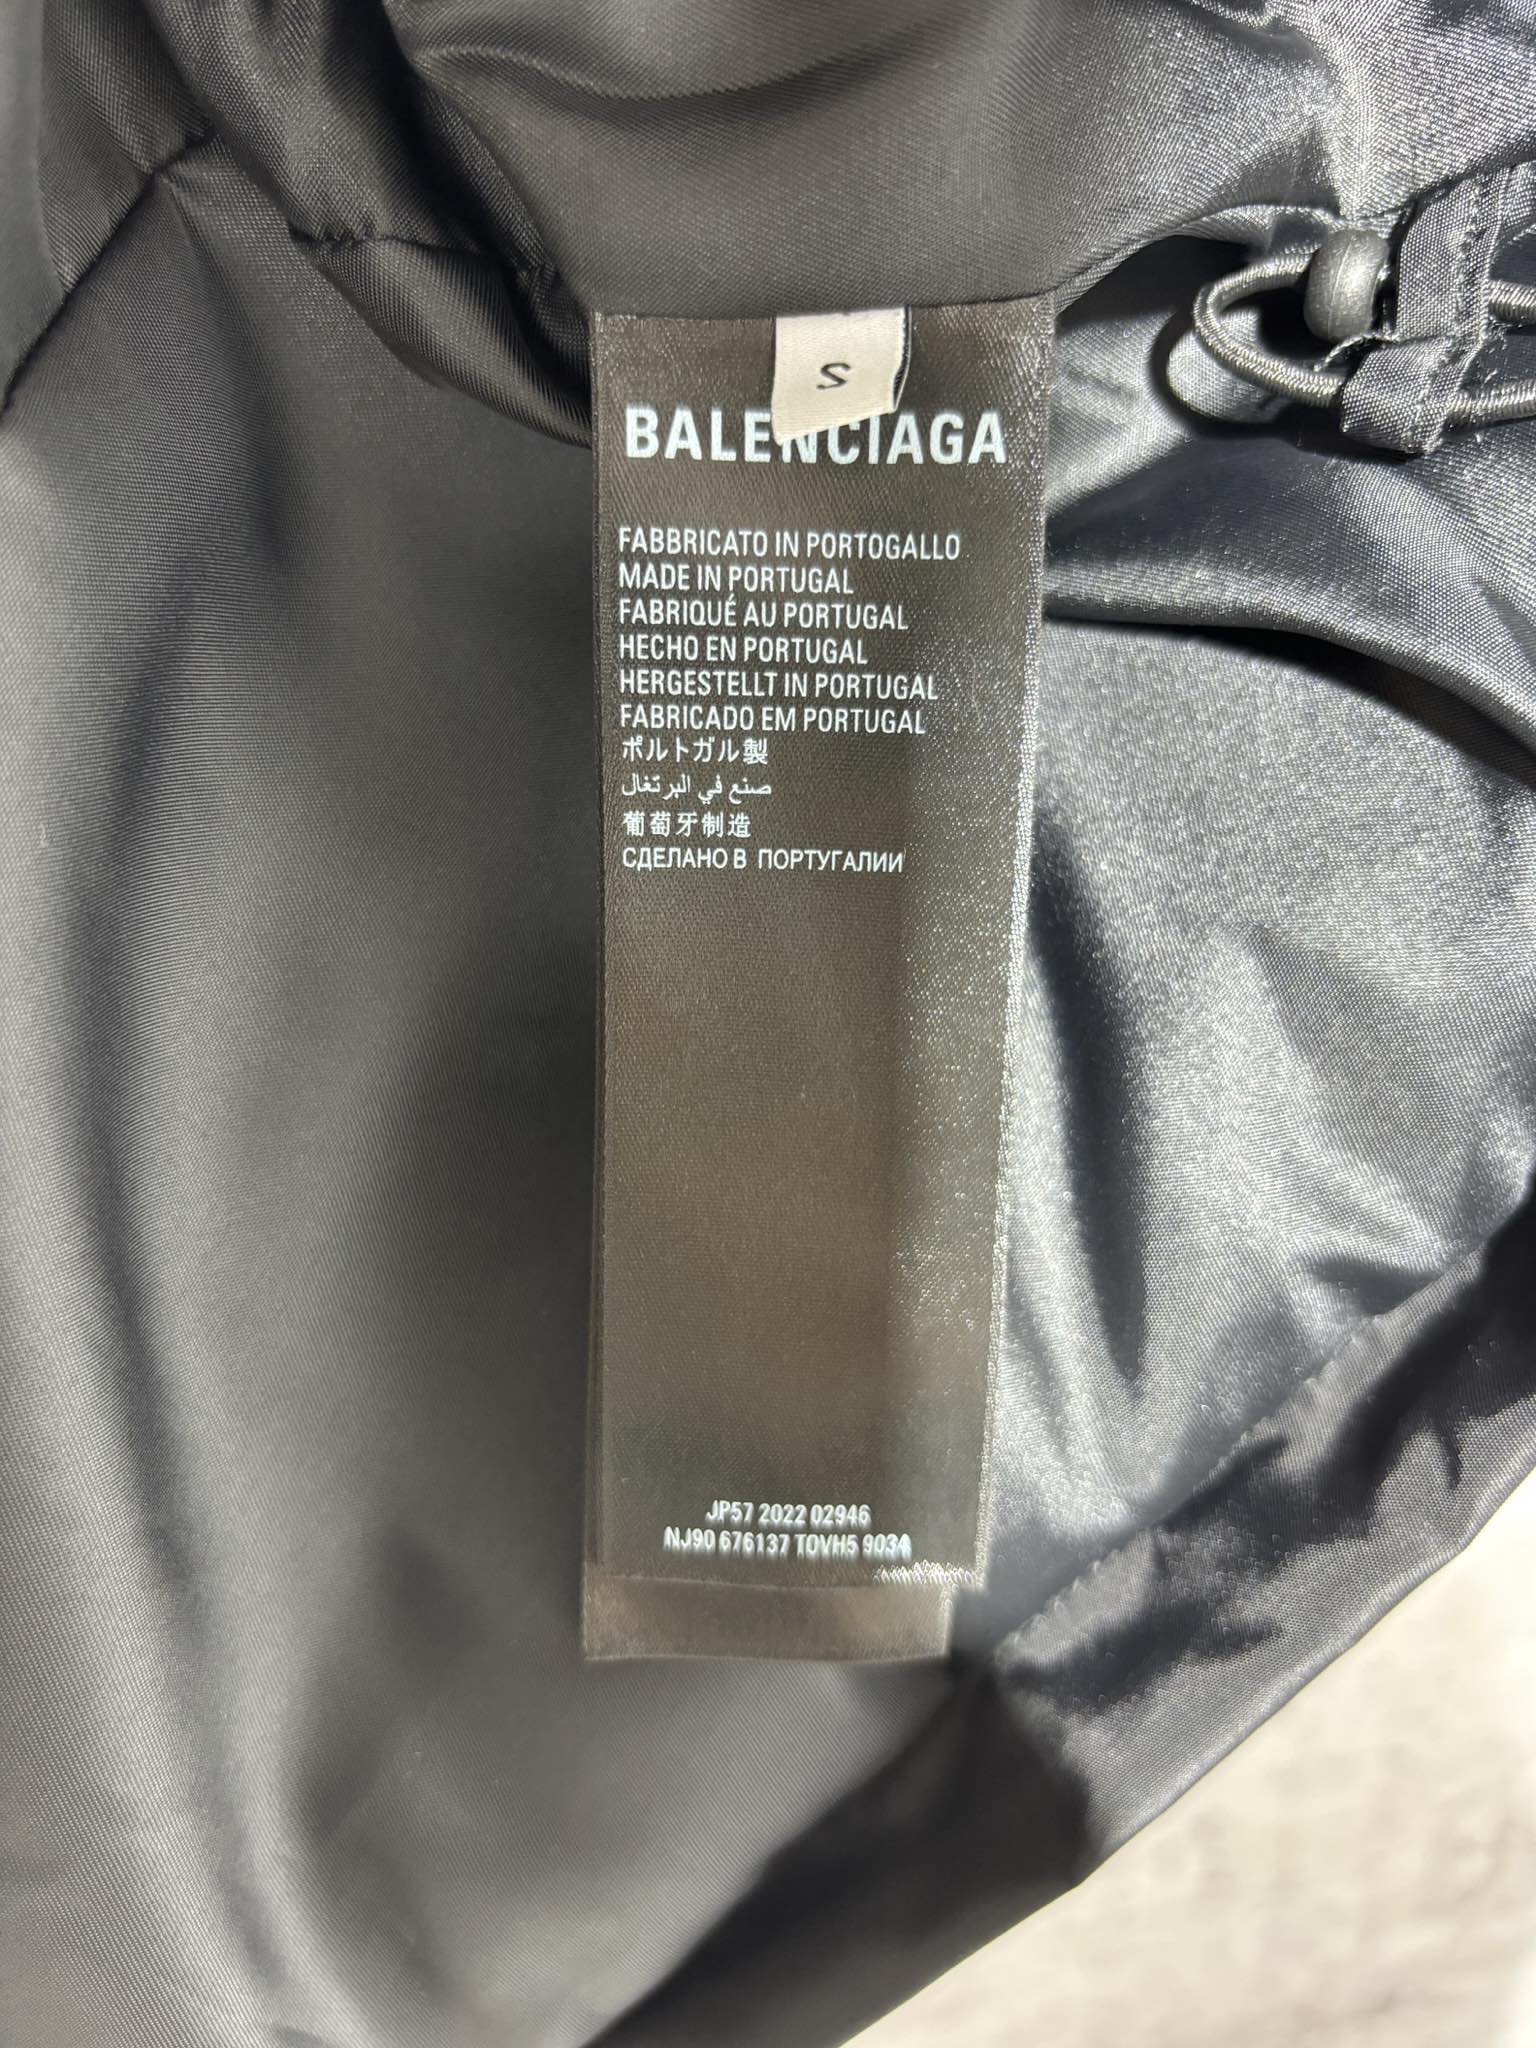 S
BALENCIAGA
FABBRICATO IN PORTOGALLO
MADE IN PORTUGAL
FABRIQUÉ AU PORTUGAL
HECHO EN PORTUGAL
HERGESTELLT IN PORTUGAL
FABRICADO EM PORTUGAL
ポルトガル製
صنع في البرتغال
葡萄牙制造
СДЕЛАНО В ПОРТУГАЛИИ
JP57 2022 02946
NJ90 676137 TOVH5 9034